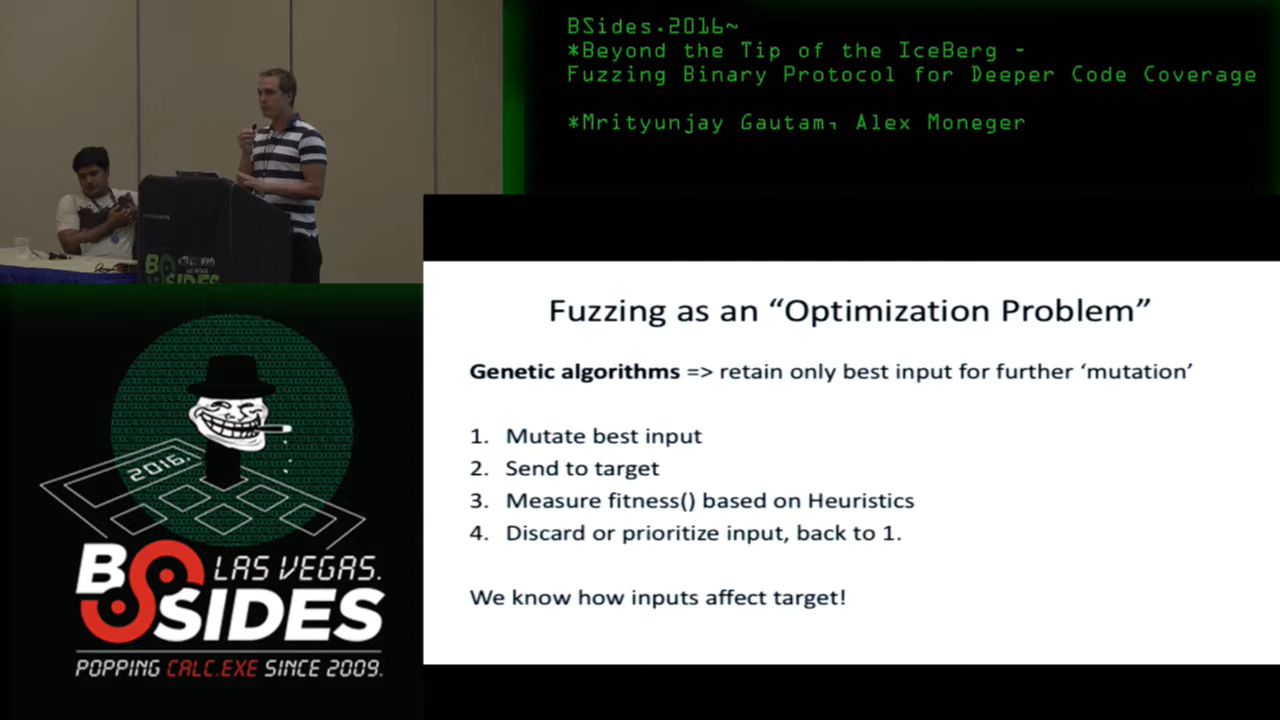 BSides.2016~
*Beyond the Tip of the IceBerg -
Fuzzing Binary Protocol for Deeper Code Coverage
*Mrityunjay Gautam, Alex Moneger
Fuzzing as an “Optimization Problem”
Genetic algorithms => retain only best input for further ‘mutation’
1. Mutate best input
2. Send to target
3. Measure fitness() based on Heuristics
4. Discard or prioritize input, back to 1.
We know how inputs affect target!
2016.
BSIDES
LAS VEGAS.
POPPING CALC.EXE SINCE 2009.